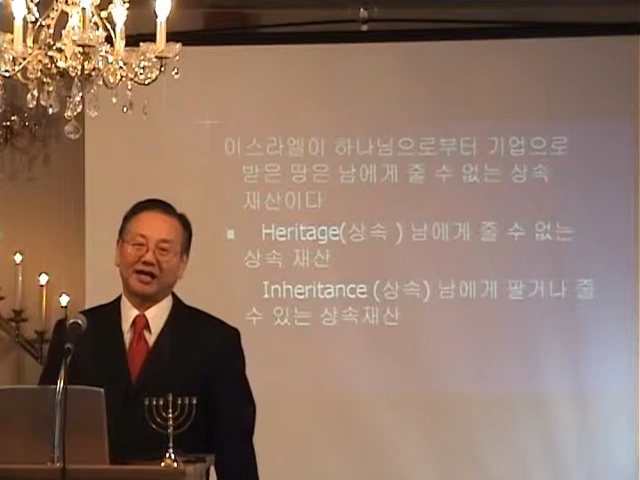 이스라엘이 하나님으로부터 기업으로
받은 땅은 남에게 줄 수 없는 상속
재산이다
▪ Heritage(상속 ) 남에게 줄 수 없는
상속 재산
Inheritance (상속) 남에게 말거나 줄
수 있는 상속재산